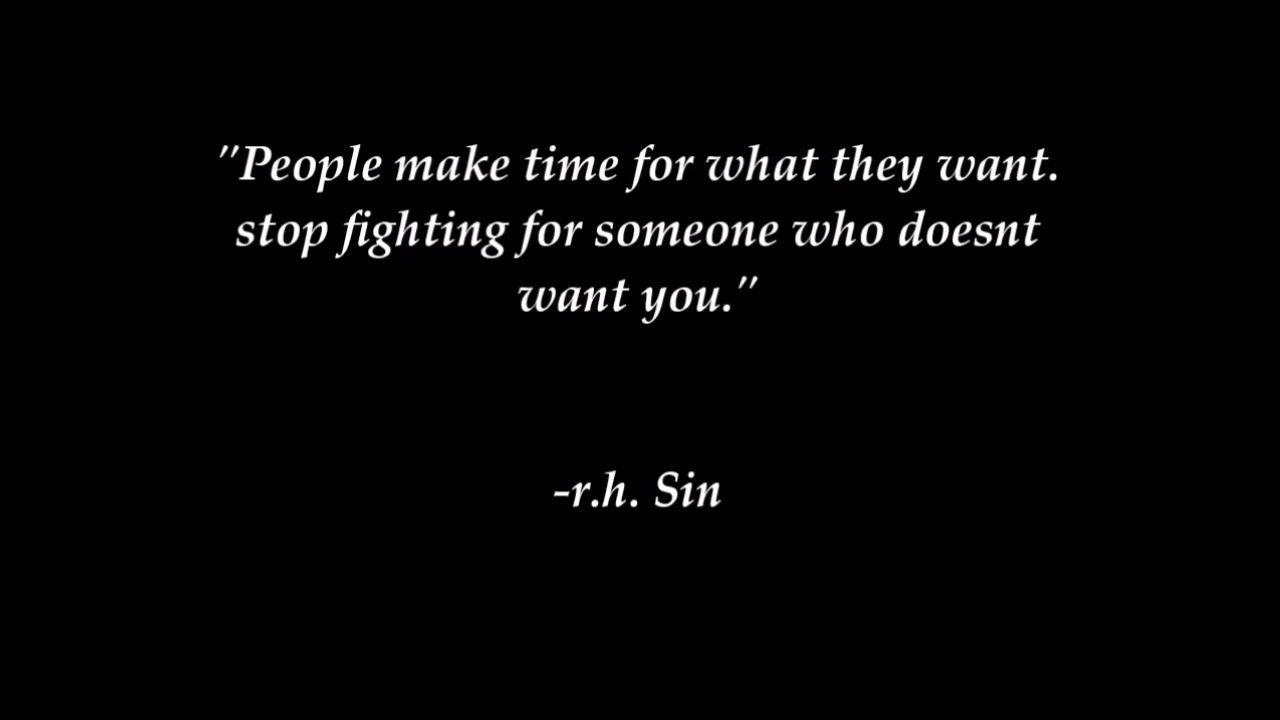 "People make time for what they want.
stop fighting for someone who doesnt
want you."
-r.h. Sin